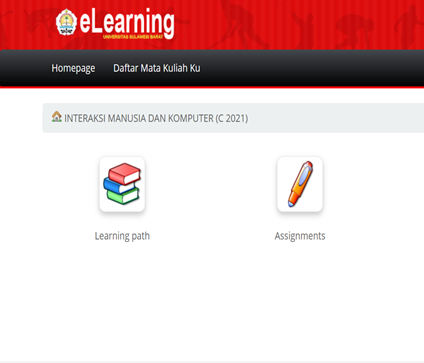 eLearning
UNIVERSITAS SULAWESI BARAT
Homepage Daftar Mata Kuliah Ku
INTERAKSI MANUSIA DAN KOMPUTER (C 2021)
Learning path Assignments